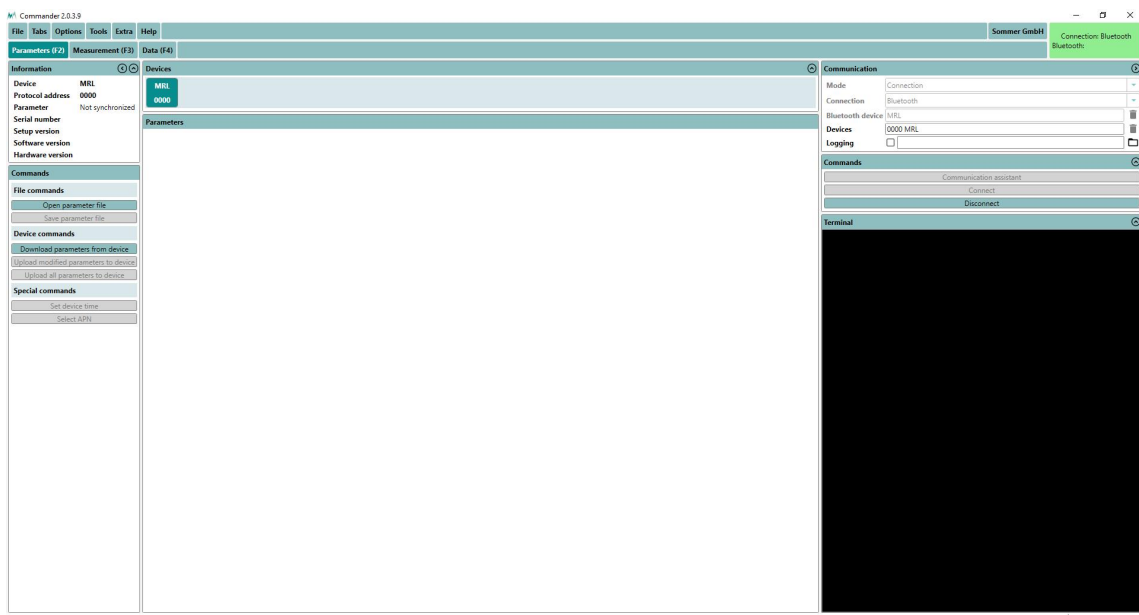 Commander 2.0.3.9
File Tabs Options Tools Extra Help Sommer GmbH
Connection: Bluetooth
Bluetooth:
Parameters (F2) Measurement (F3) Data (F4)
Information
Device MRL
Protocol address 0000
Parameter Not synchronized
Serial number
Setup version
Software version
Hardware version
Commands
File commands
Open parameter file
Save parameter file
Device commands
Download parameters from device
Upload modified parameters to device
Upload all parameters to device
Special commands
Set device time
Select APN
Devices
MRL
0000
Parameters
Communication
Mode Connection
Connection Bluetooth
Bluetooth device MRL
Devices 0000 MRL
Logging
Commands
Communication assistant
Connect
Disconnect
Terminal